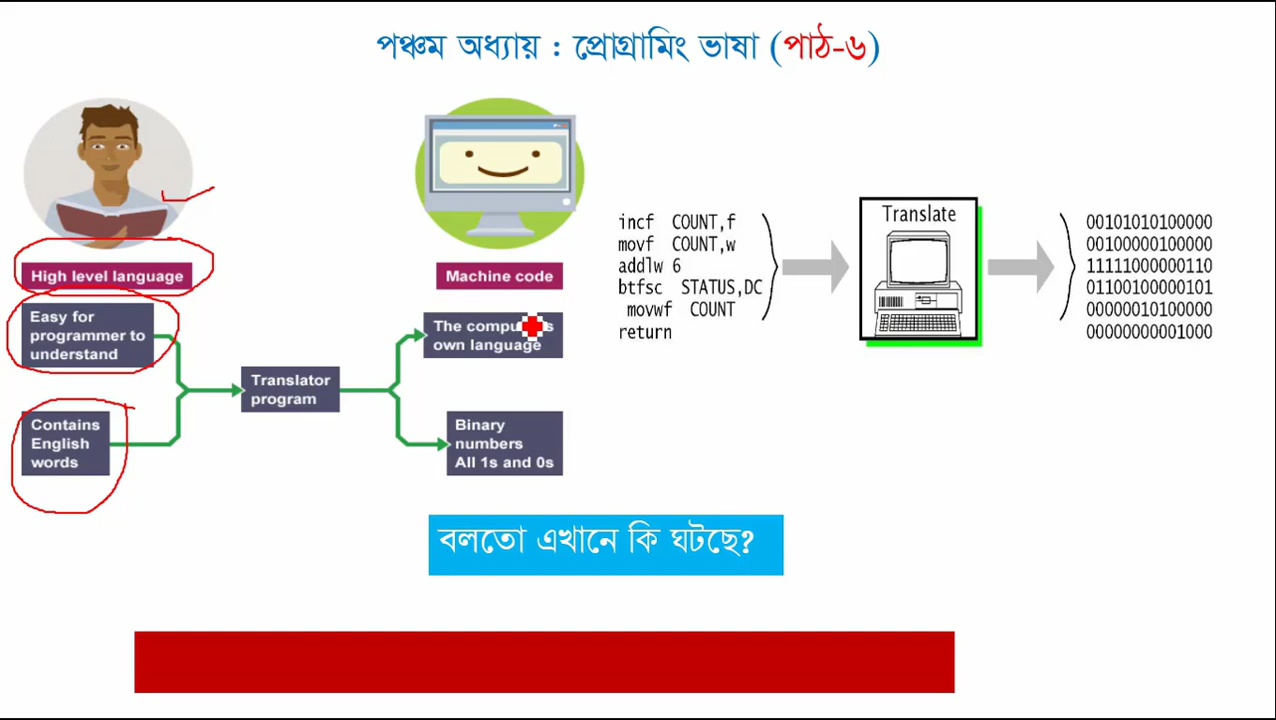 পঞ্চম অধ্যায় : প্রোগ্রামিং ভাষা (পাঠ-৬)
High level language
Easy for
programmer to
understand
Contains
English
words
Translator
program
Machine code
The
own language
Binary
numbers
All 1s and 0s
incf COUNT,f
movf COUNT,w
addlw 6
btfsc STATUS,DC
movwf COUNT
return
Translate
00101010100000
00100000100000
11111000000110
01100100000101
00000010100000
00000000001000
বলতো এখানে কি ঘটছে?